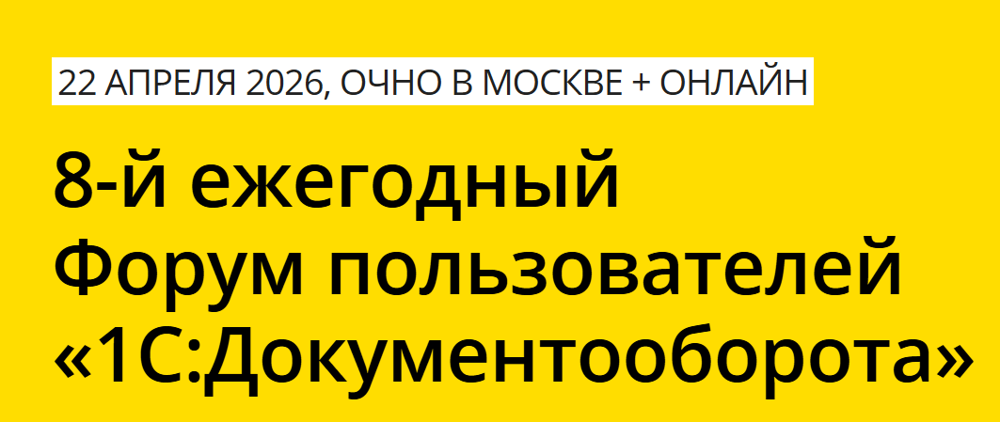 22 АПРЕЛЯ 2026, ОЧНО В МОСКВЕ + ОНЛАЙН
8-й ежегодный
Форум пользователей
«1С:Документооборота»